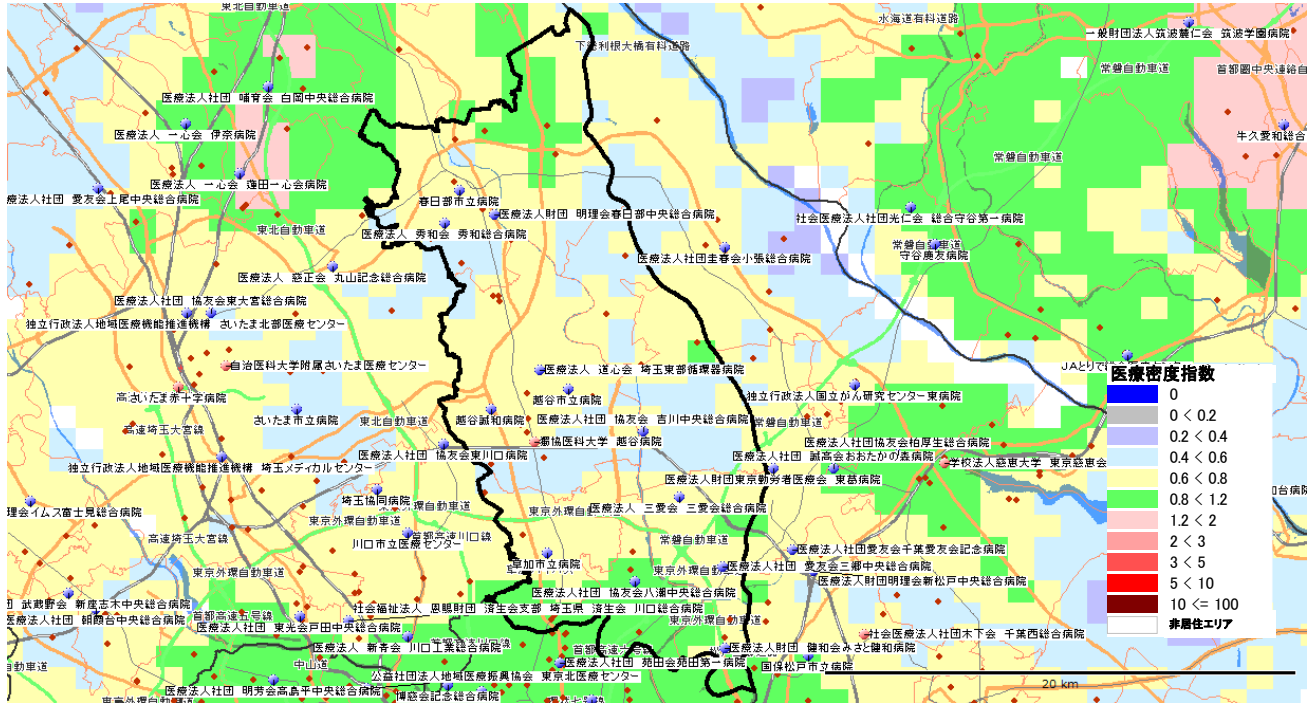 東北自動車道
水海道有料道路
一般財団法人筑波麓仁会 筑波学園病院
下総利根大橋有料道路
常磐自動車道
首都圏中央連絡自
医療法人社団 哺育会 白岡中央総合病院
医療法人 一心会 伊奈病院
牛久愛和総合
常磐自動車道
医療法人 一心会 蓮田一心会病院
療法人社団 愛友会上尾中央総合病院
春日部市立病院
医療法人財団 明理会春日部中央総合病院
社会医療法人社団光仁会 総合守谷第一病院
東北自動車道
医療法人 秀和会 秀和総合病院
常磐自動車道
守谷慶友病院
医療法人社団圭春会小張総合病院
医療法人 慈正会 丸山記念総合病院
医療法人社団 協友会東大宮総合病院
独立行政法人地域医療機能推進機構 さいたま北部医療センター
自治医科大学附属さいたま医療センター
医療法人 道心会 埼玉東部循環器病院
さいたま赤十字病院
越谷市立病院
独立行政法人国立がん研究センター東病院
さいたま市立病院
越谷誠和病院
医療法人社団 協友会 吉川中央総合病院
東北自動車道
常磐自動車道
高速埼玉大宮線
獨協医科大学 越谷病院
医療法人社団協友会柏厚生総合病院
医療法人社団 協友会東川口病院
医療法人社団 誠高会おおたかの森病院
独立行政法人地域医療機能推進機構 埼玉メディカルセンター
学校法人慈恵大学 東京慈恵会
医療法人財団東京勤労者医療会 東葛病院
埼玉協同病院
東京外環自動車道
医療法人 三愛会 三愛会総合病院
理会イムス富士見総合病院
東京外環自動車道
東京外環自動車道
首都高速川口線
川口市立医療センター
高速埼玉大宮線
常磐自動車道
草加市立病院
医療法人社団愛友会千葉愛友会記念病院
医療法人社団 愛友会三郷中央総合病院
東京外環自動車道
医療法人財団明理会新松戸中央総合病院
医療法人社団 協友会八潮中央総合病院
団 武蔵野会 新座志木中央総合病院
社会福祉法人 恩賜財団 済生会支部 埼玉県 済生会 川口総合病院
医療法人社団 朝霞台中央総合病院
首都高速五号線
医療法人社団 東光会戸田中央総合病院
社会医療法人社団木下会 千葉西総合病院
医療法人 新青会 川口工業総合病院
医療法人財団 健和会みさと健和病院
中山道
医療法人社団 苑田会苑田第一病院
国保松戸市立病院
公益社団法人地域医療振興協会 東京北医療センター
医療法人社団 明芳会高島平中央総合病院
博慈会記念総合病院
20 km
医療密度指数
0
0 < 0.2
0.2 < 0.4
0.4 < 0.6
0.6 < 0.8
0.8 < 1.2
1.2 < 2
2 < 3
3 < 5
5 < 10
10 <= 100
非居住エリア